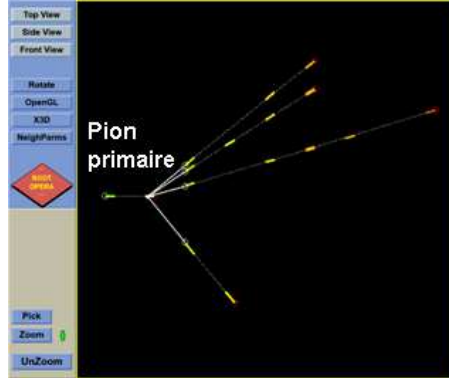 Top View
Side View
Front View
Rotate
OpenGL
X3D
NeighParms
Pion
primaire
ROOT
OPERA
Pick
Zoom
UnZoom